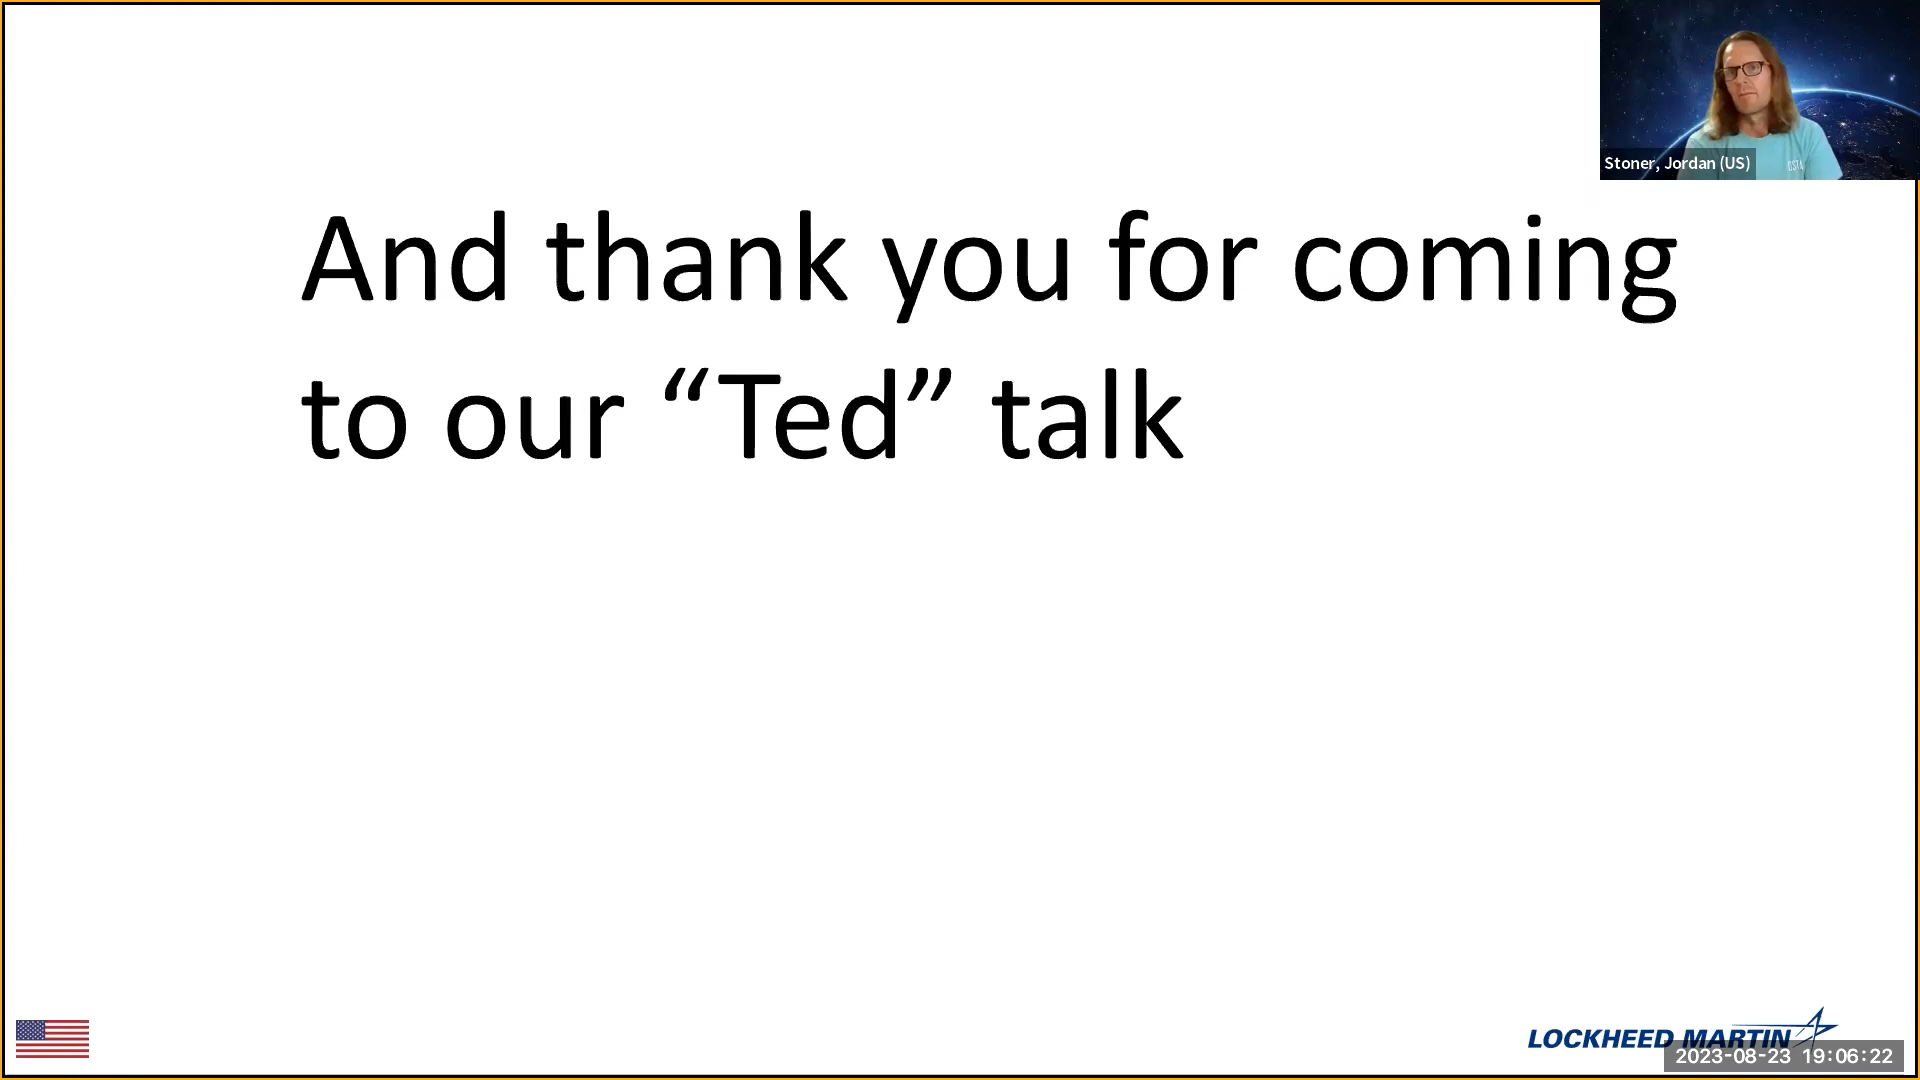 Stoner, Jordan (US)
And thank you for coming
to our “Ted” talk
LOCKHEED MARTIN
2023-08-23 19:06:22